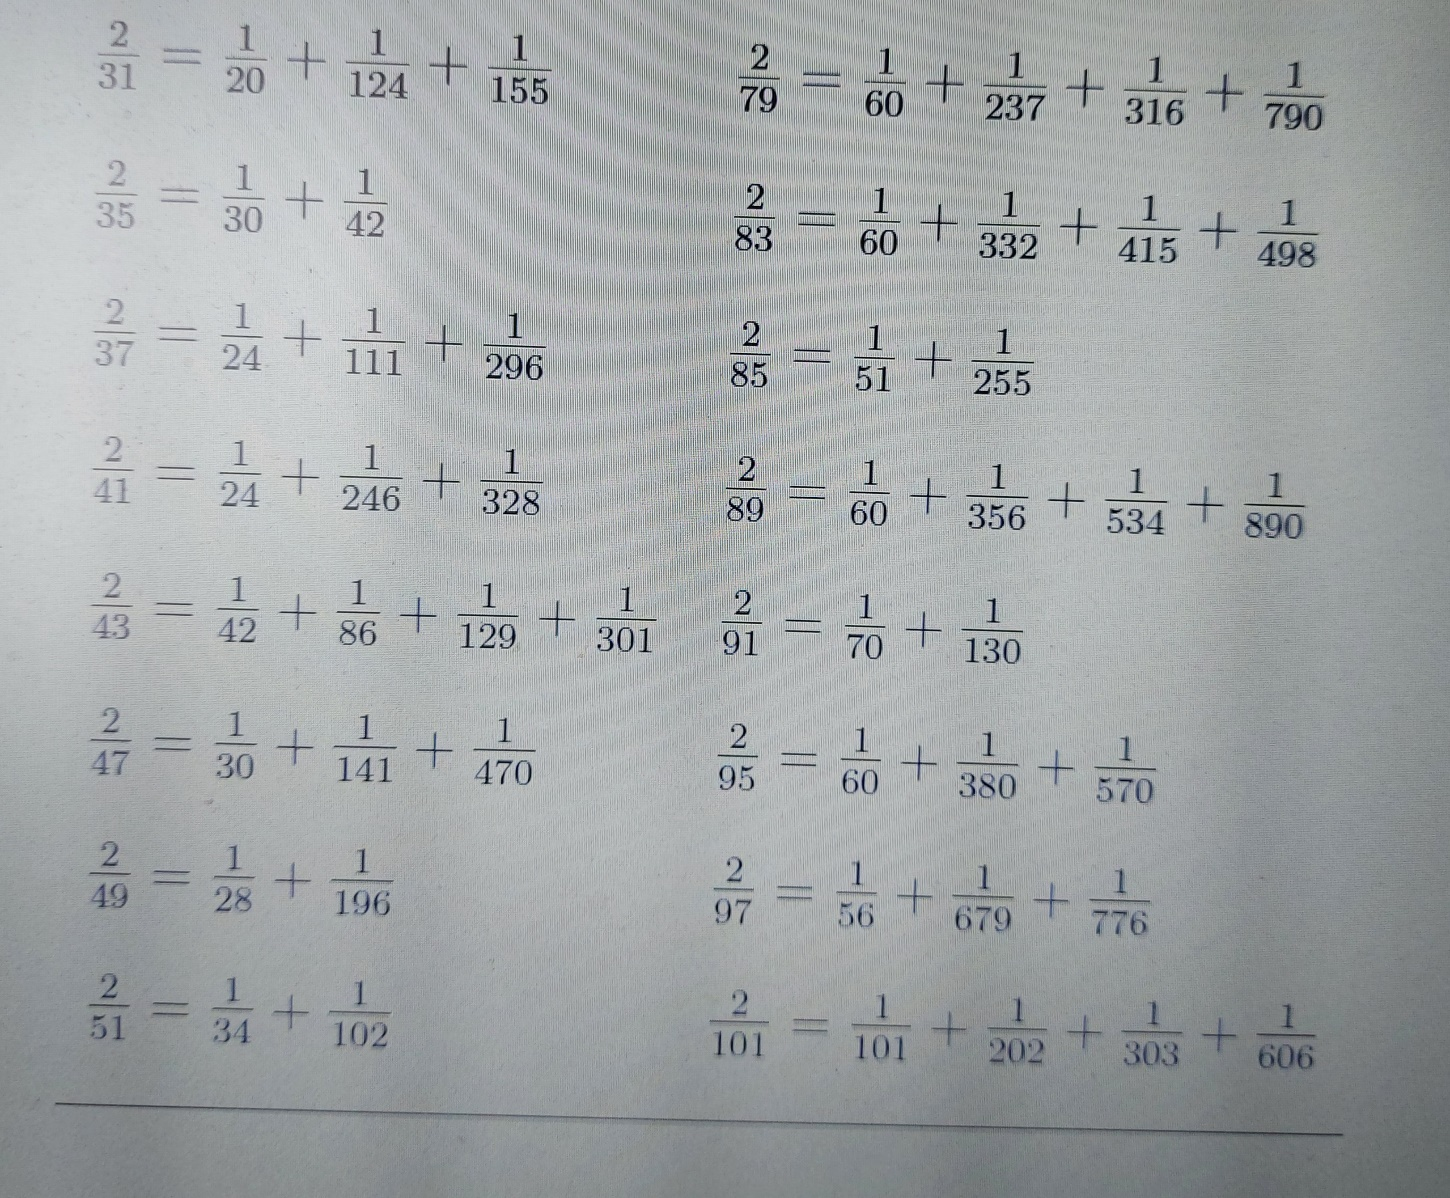 2/31 = 1/20 + 1/124 + 1/155
2/35 = 1/30 + 1/42
2/37 = 1/24 + 1/111 + 1/296
2/41 = 1/24 + 1/246 + 1/328
2/43 = 1/42 + 1/86 + 1/129 + 1/301
2/47 = 1/30 + 1/141 + 1/470
2/49 = 1/28 + 1/196
2/51 = 1/34 + 1/102
2/79 = 1/60 + 1/237 + 1/316 + 1/790
2/83 = 1/60 + 1/332 + 1/415 + 1/498
2/85 = 1/51 + 1/255
2/89 = 1/60 + 1/356 + 1/534 + 1/890
2/91 = 1/70 + 1/130
2/95 = 1/60 + 1/380 + 1/570
2/97 = 1/56 + 1/679 + 1/776
2/101 = 1/101 + 1/202 + 1/303 + 1/606